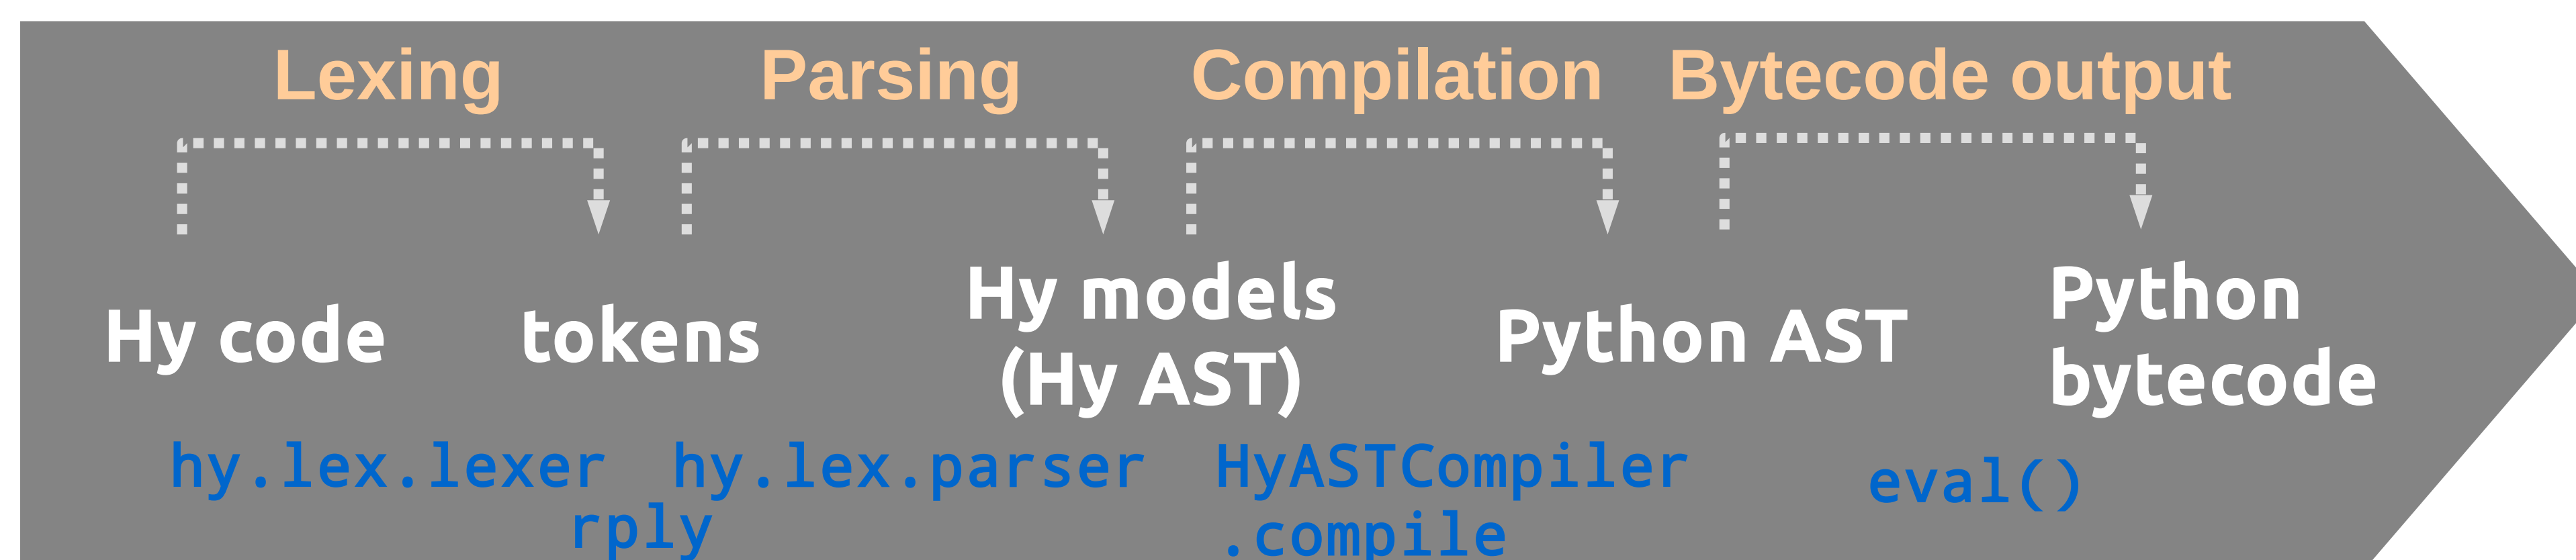 Lexing Parsing Compilation Bytecode output
Hy code tokens Hy models (Hy AST) Python AST Python bytecode
hy.lex.lexer hy.lex.parser HyASTCompiler eval()
rply .compile